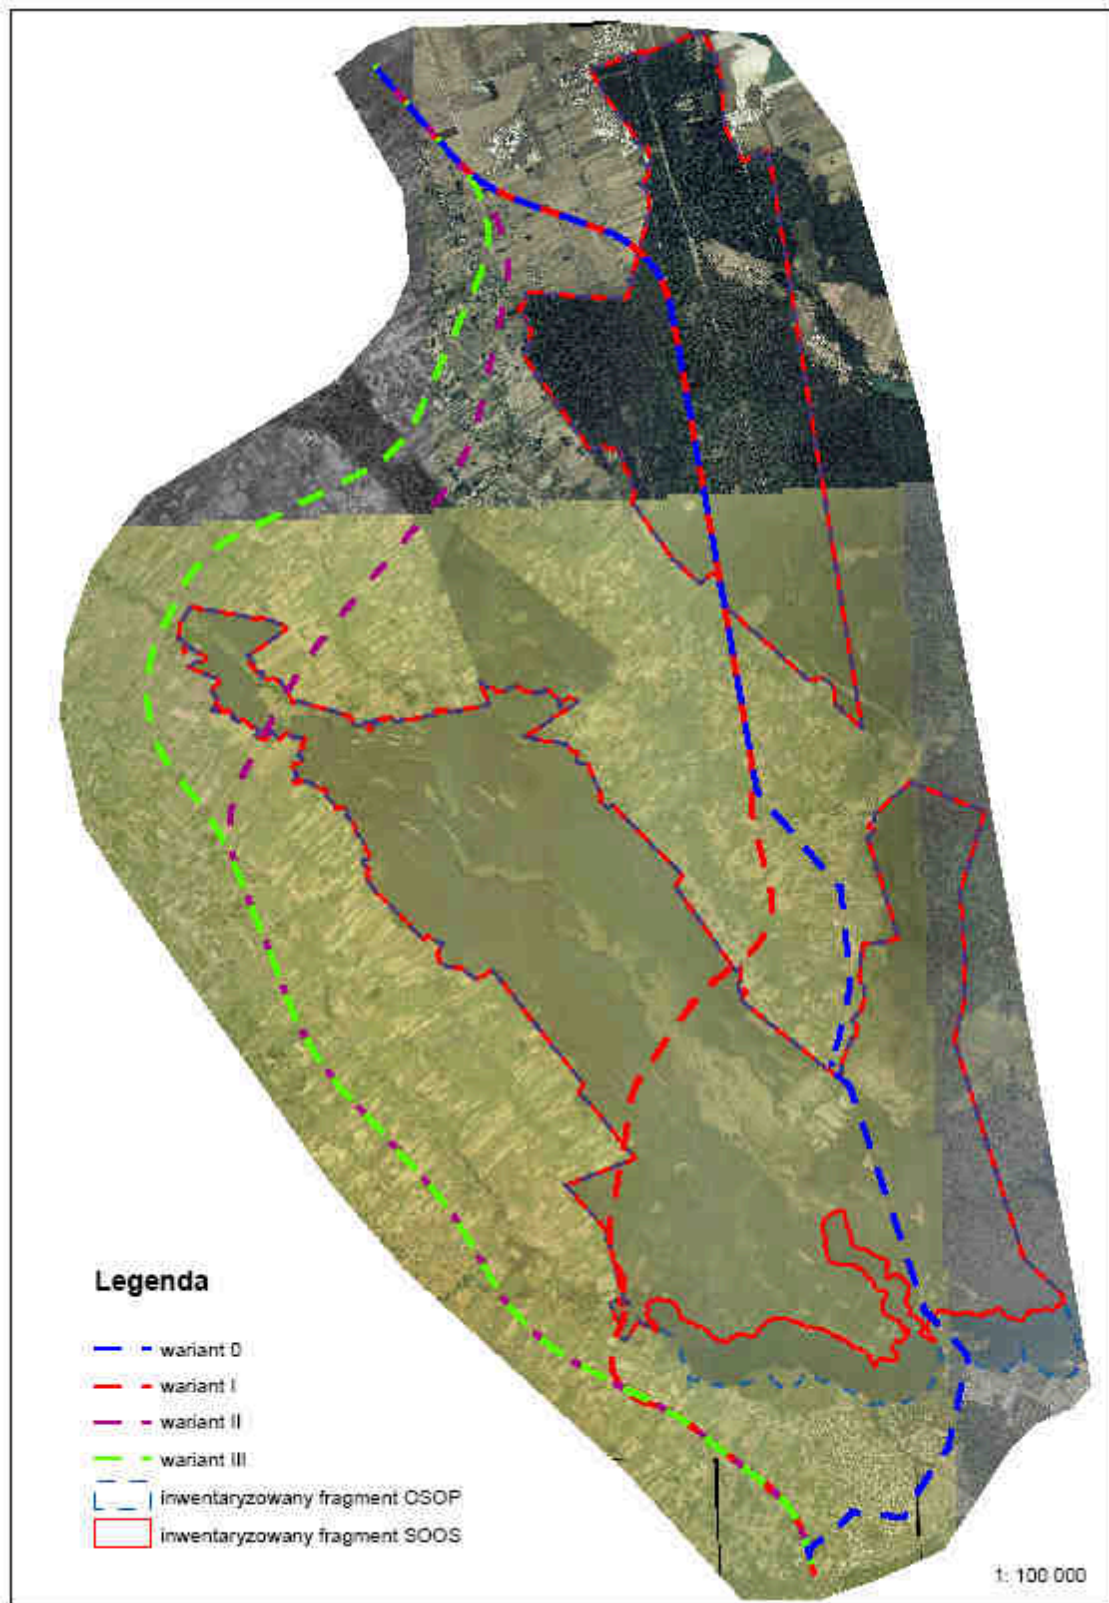 Legenda
wariant 0
wariant I
wariant II
wariant III
inwentaryzowany fragment OSOP
inwentaryzowany fragment SOOS
1: 100 000